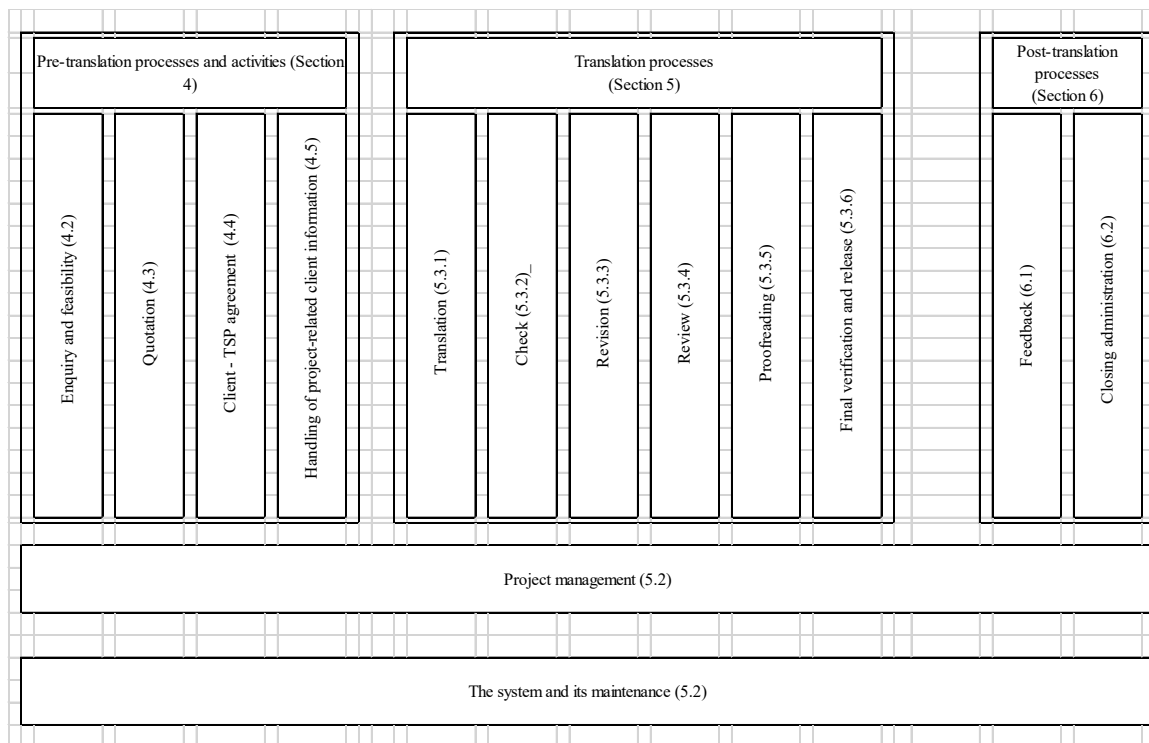 Pre-translation processes and activities (Section
4)
Translation processes
(Section 5)
Post-translation
processes
(Section 6)
Enquiry and feasibility (4.2)
Quotation (4.3)
Client - TSP agreement  (4.4)
Handling of project-related client information (4.5)
Translation (5.3.1)
Check (5.3.2)_
Revision (5.3.3)
Review (5.3.4)
Proofreading (5.3.5)
Final verification and release (5.3.6)
Feedback (6.1)
Closing administration (6.2)
Project management (5.2)
The system and its maintenance (5.2)